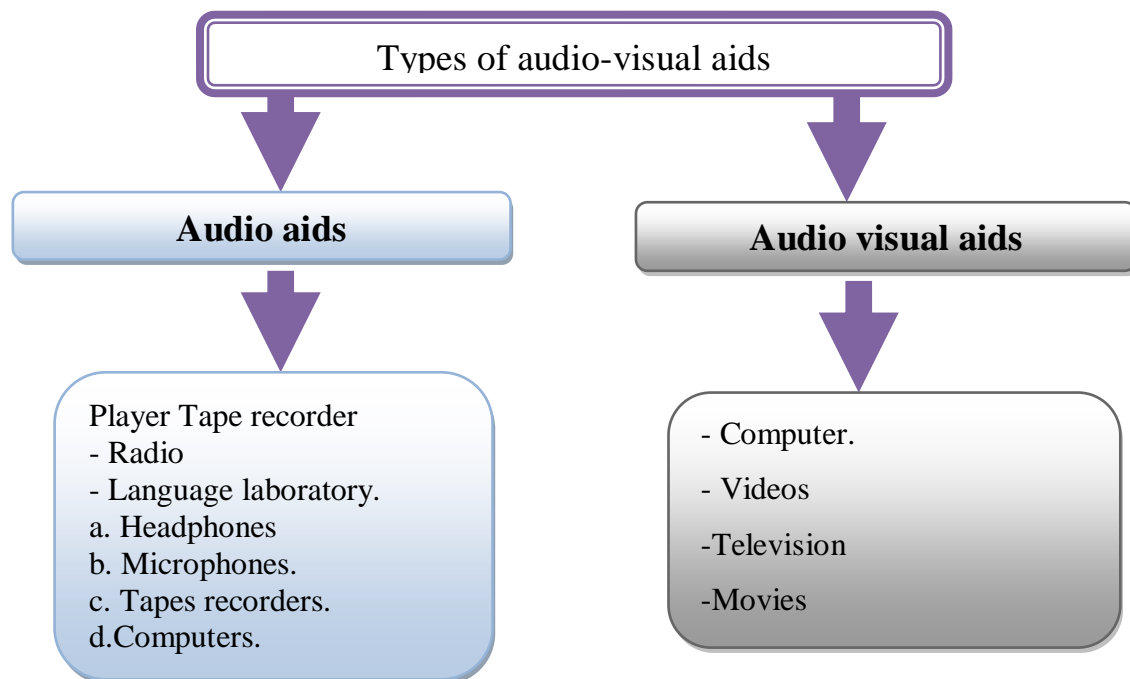 Types of audio-visual aids
Audio aids
Audio visual aids
Player Tape recorder
- Radio
- Language laboratory.
a. Headphones
b. Microphones.
c. Tapes recorders.
d.Computers.
- Computer.
- Videos
-Television
-Movies